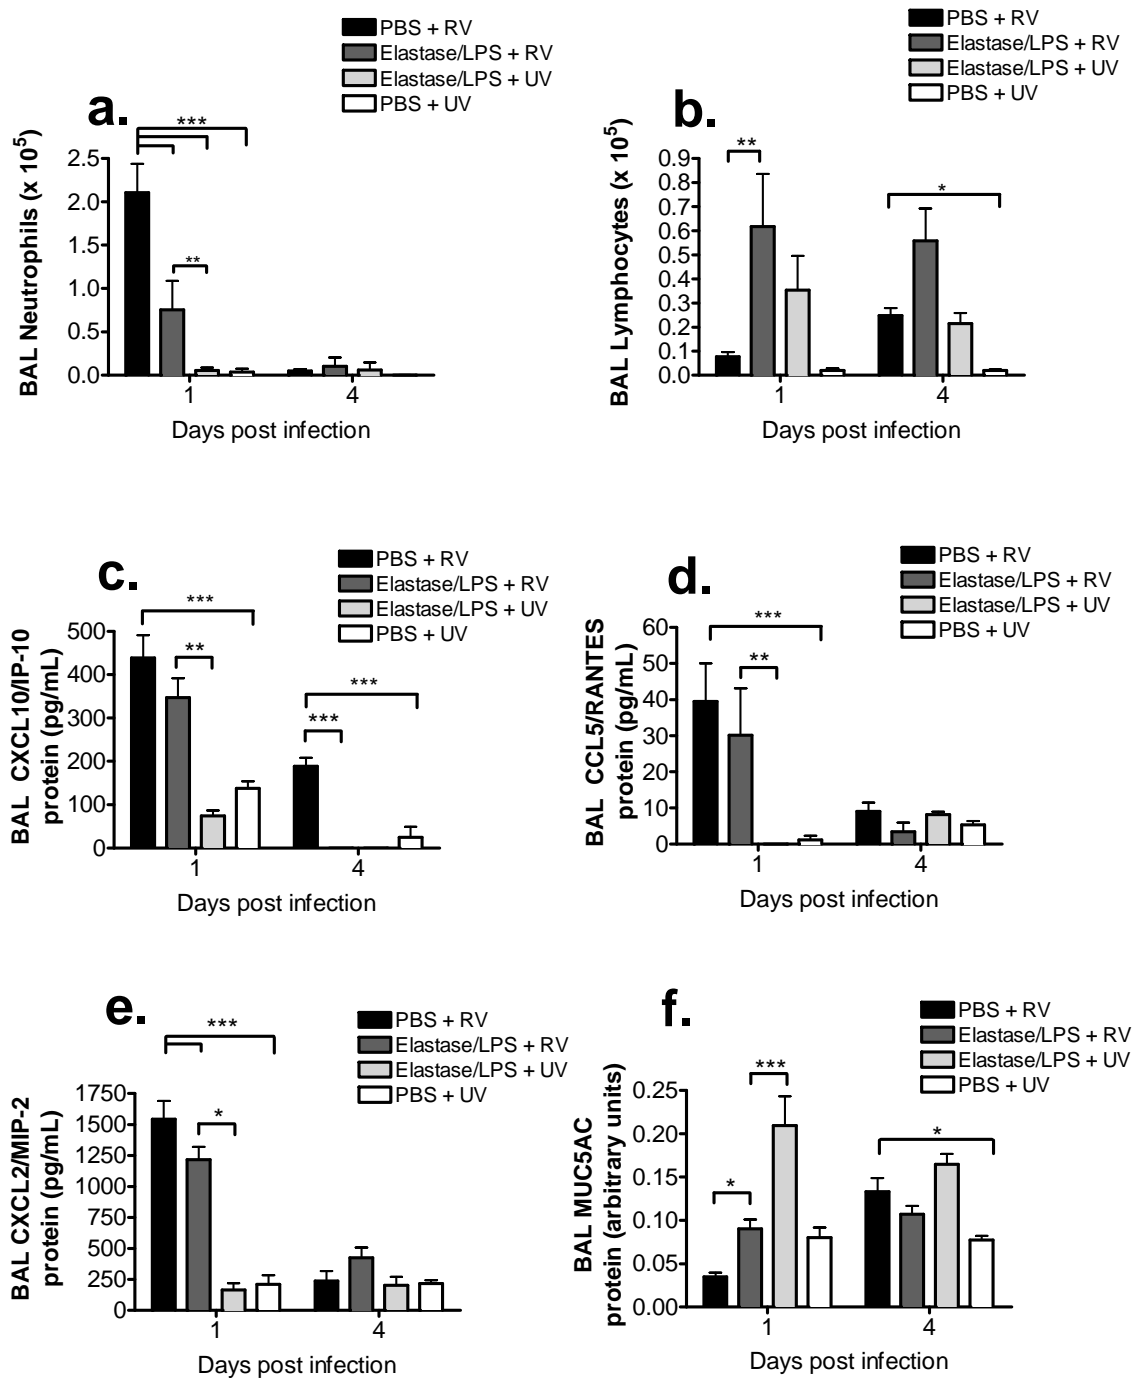 a.
PBS + RV
Elastase/LPS + RV
Elastase/LPS + UV
PBS + UV
***
**
BAL Neutrophils (x 10^5)
2.5
2.0
1.5
1.0
0.5
0.0
1
4
Days post infection
b.
PBS + RV
Elastase/LPS + RV
Elastase/LPS + UV
PBS + UV
**
*
BAL Lymphocytes (x 10^5)
0.9
0.8
0.7
0.6
0.5
0.4
0.3
0.2
0.1
0.0
1
4
Days post infection
c.
PBS + RV
Elastase/LPS + RV
Elastase/LPS + UV
PBS + UV
***
**
***
***
BAL CXCL10/IP-10
protein (pg/mL)
500
400
300
200
100
0
1
4
Days post infection
d.
PBS + RV
Elastase/LPS + RV
Elastase/LPS + UV
PBS + UV
***
**
BAL CCL5/RANTES
protein (pg/mL)
60
50
40
30
20
10
0
1
4
Days post infection
e.
PBS + RV
Elastase/LPS + RV
Elastase/LPS + UV
PBS + UV
***
*
BAL CXCL2/MIP-2
protein (pg/mL)
1750
1500
1250
1000
750
500
250
0
1
4
Days post infection
f.
PBS + RV
Elastase/LPS + RV
Elastase/LPS + UV
PBS + UV
***
*
*
BAL MUC5AC
protein (arbitrary units)
0.25
0.20
0.15
0.10
0.05
0.00
1
4
Days post infection